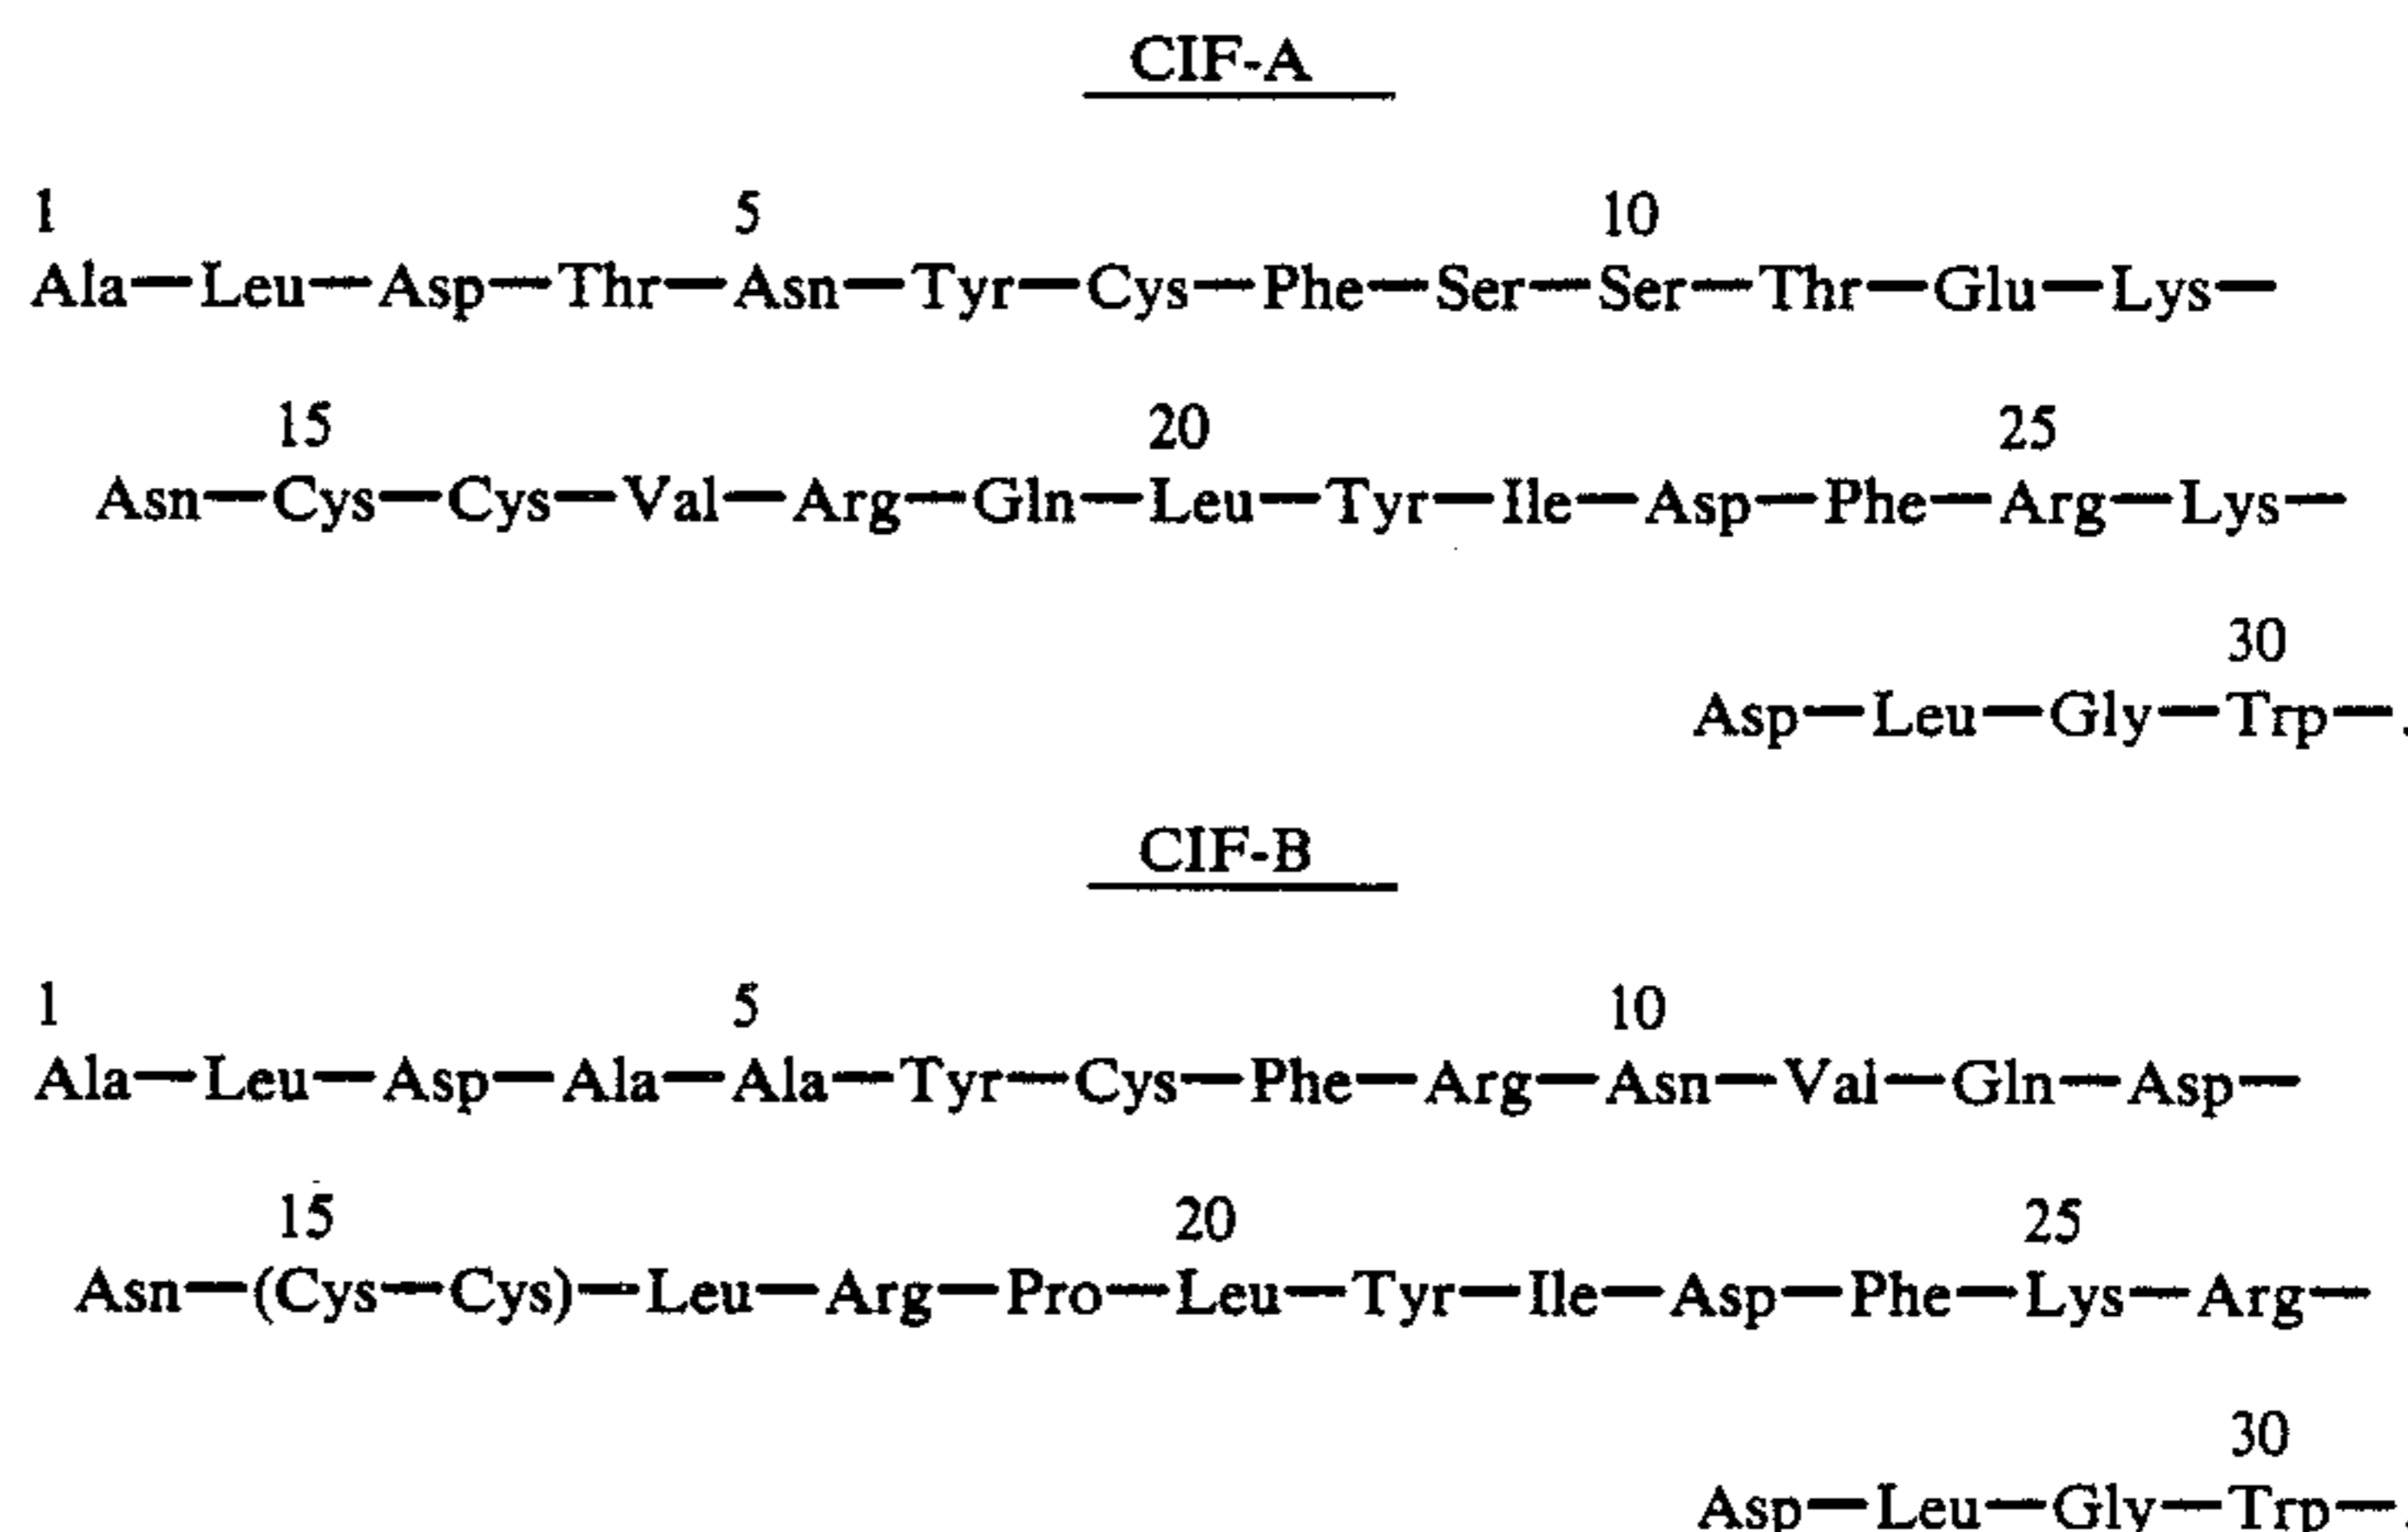 CIF-A
1 5 10
Ala—Leu—Asp—Thr—Asn—Tyr—Cys—Phe—Ser—Ser—Thr—Glu—Lys—
15 20 25
Asn—Cys—Cys—Val—Arg—Gln—Leu—Tyr—Ile—Asp—Phe—Arg—Lys—
30
Asp—Leu—Gly—Trp—.
CIF-B
1 5 10
Ala—Leu—Asp—Ala—Ala—Tyr—Cys—Phe—Arg—Asn—Val—Gln—Asp—
15 20 25
Asn—(Cys—Cys)—Leu—Arg—Pro—Leu—Tyr—Ile—Asp—Phe—Lys—Arg—
30
Asp—Leu—Gly—Trp—